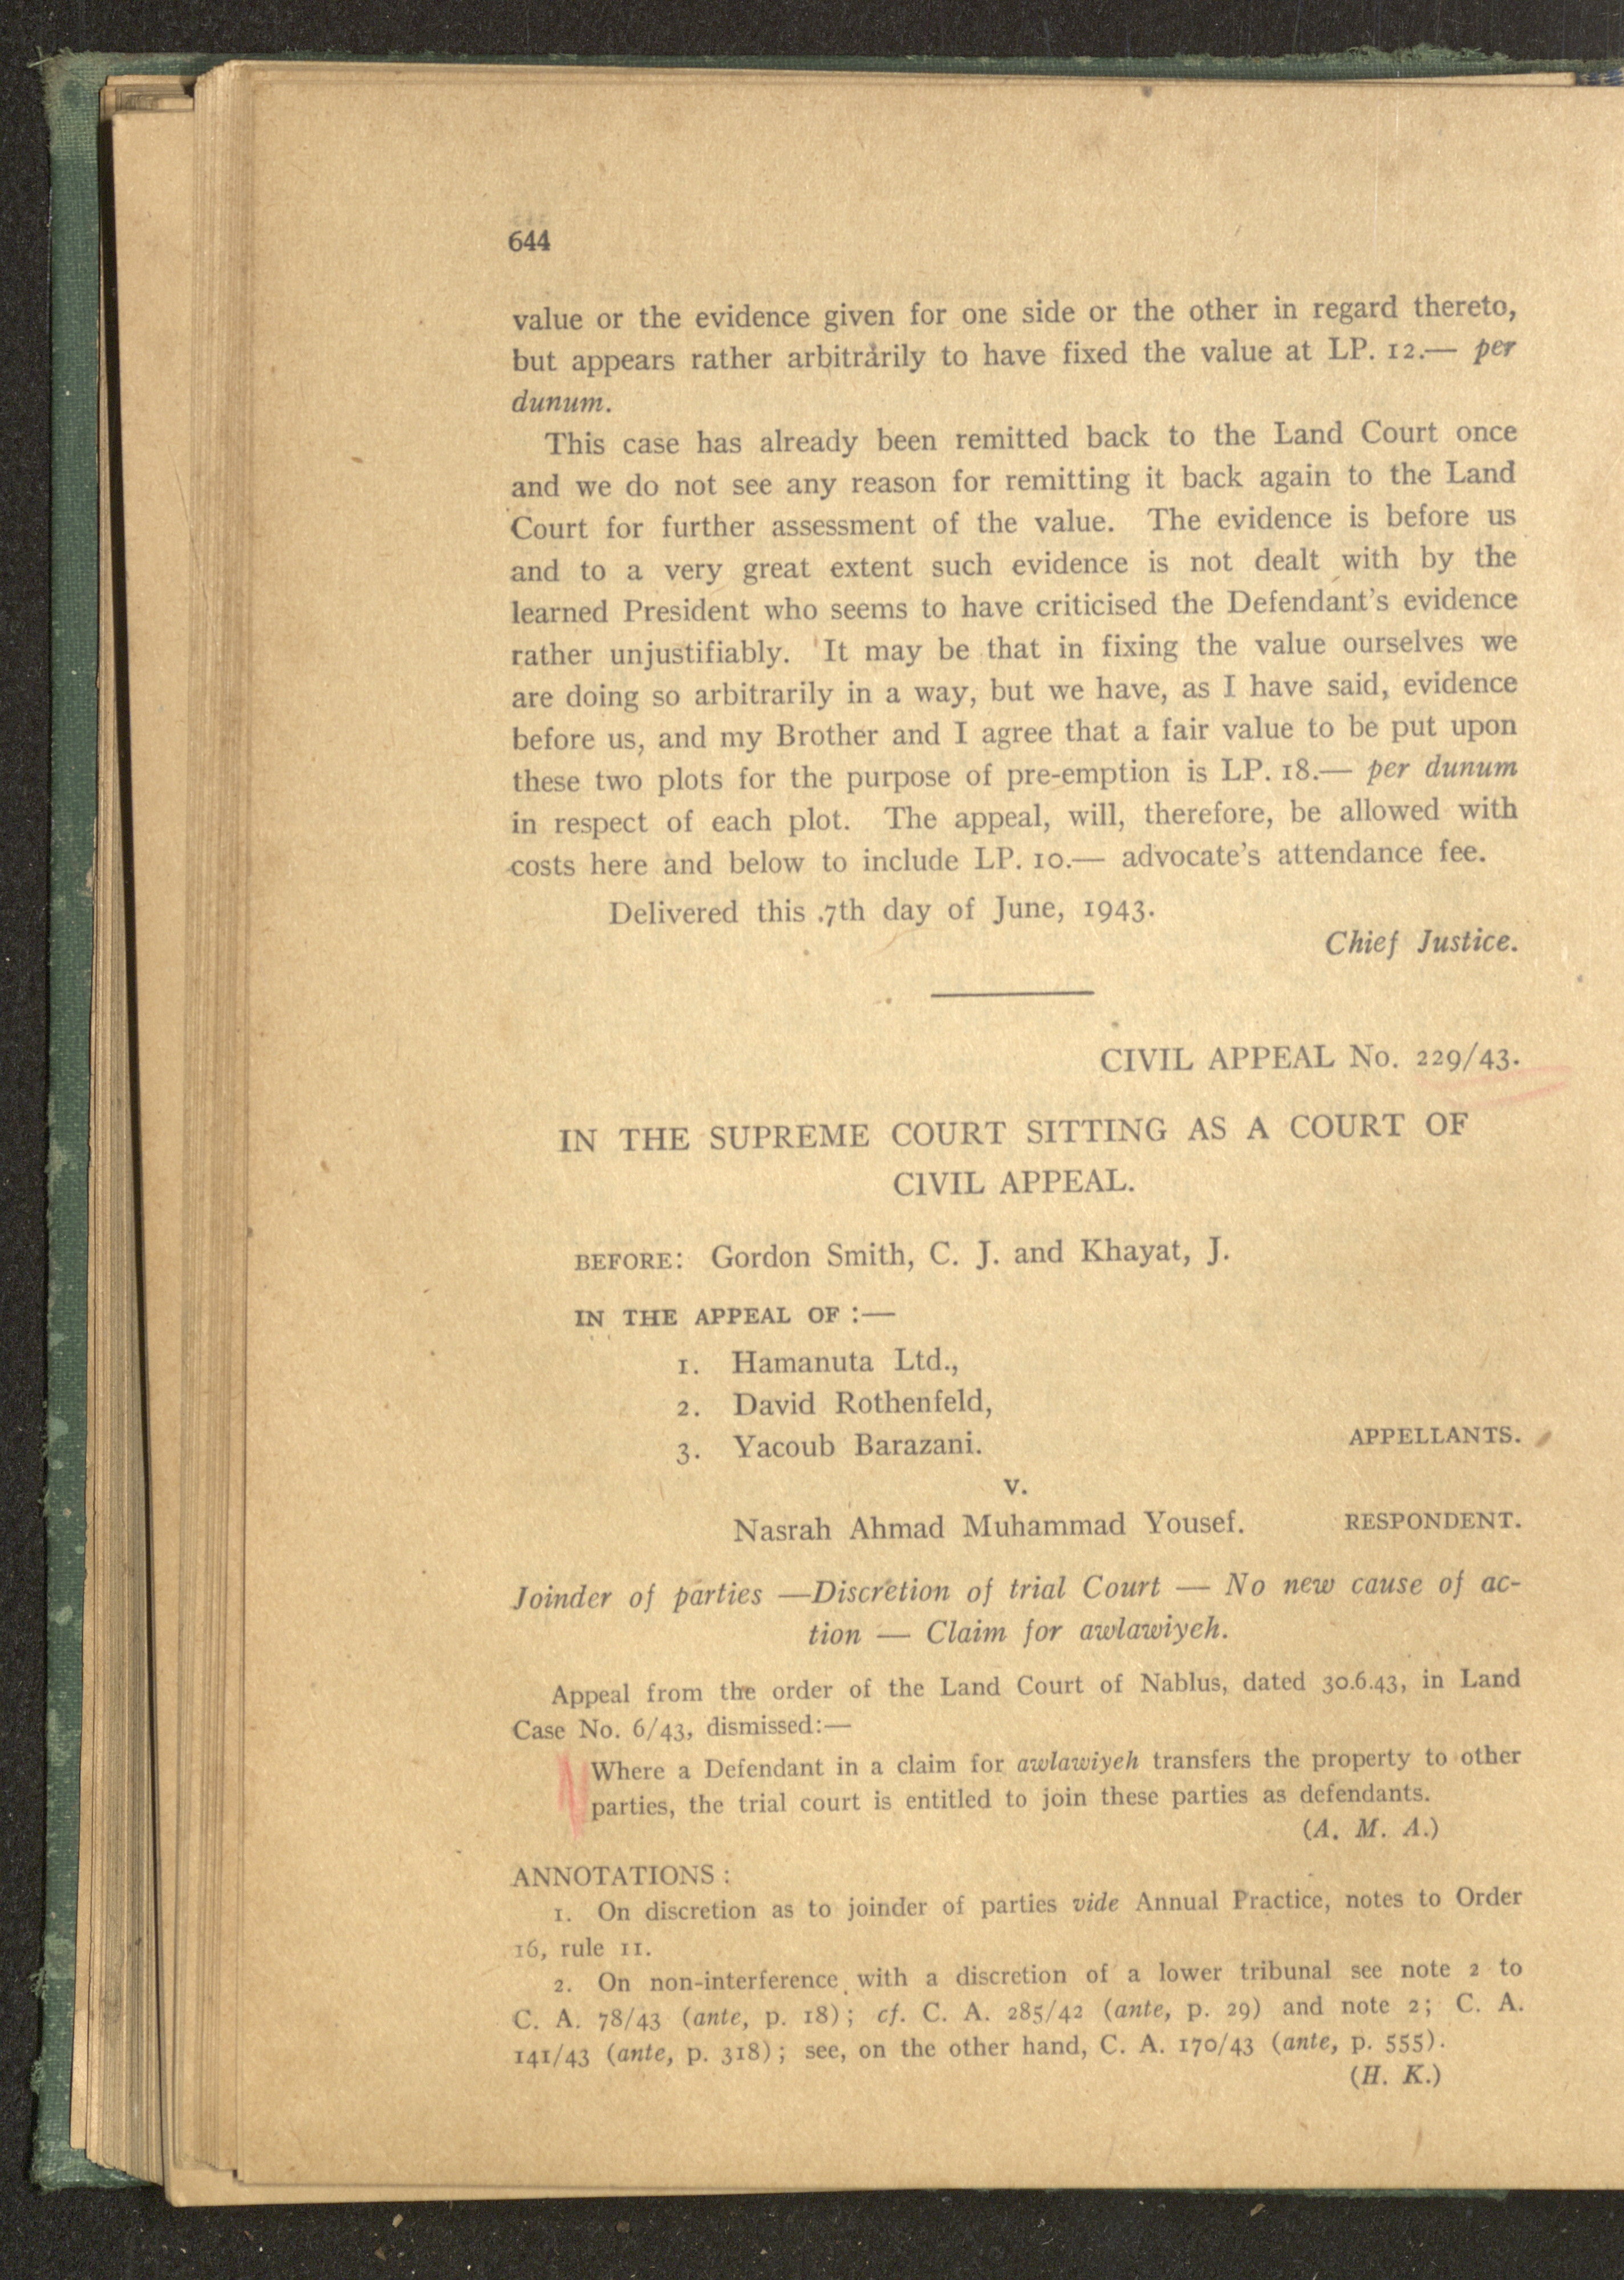 644
value or the evidence given for one side or the other in regard thereto,
but appears rather arbitrarily to have fixed the value at LP. 12.— per
dunum.
This case has already been remitted back to the Land Court once
and we do not see any reason for remitting it back again to the Land
Court for further assessment of the value. The evidence is before us
and to a very great extent such evidence is not dealt with by the
learned President who seems to have criticised the Defendant's evidence
rather unjustifiably. It may be that in fixing the value ourselves we
are doing so arbitrarily in a way, but we have, as I have said, evidence
before us, and my Brother and I agree that a fair value to be put upon
these two plots for the purpose of pre-emption is LP. 18.— per dunum
in respect of each plot. The appeal, will, therefore, be allowed with
costs here and below to include LP. 10.— advocate's attendance fee.
Delivered this 7th day of June, 1943.
Chief Justice.
CIVIL APPEAL No. 229/43.
IN THE SUPREME COURT SITTING AS A COURT OF
CIVIL APPEAL.
BEFORE: Gordon Smith, C. J. and Khayat, J.
IN THE APPEAL OF :—
1. Hamanuta Ltd.,
2. David Rothenfeld,
3. Yacoub Barazani. APPELLANTS.
v.
Nasrah Ahmad Muhammad Yousef. RESPONDENT.
Joinder of parties —Discretion of trial Court — No new cause of ac-
tion — Claim for awlawiyeh.
Appeal from the order of the Land Court of Nablus, dated 30.6.43, in Land
Case No. 6/43, dismissed:—
Where a Defendant in a claim for awlawiyeh transfers the property to other
parties, the trial court is entitled to join these parties as defendants.
(A. M. A.)
ANNOTATIONS :
1. On discretion as to joinder of parties vide Annual Practice, notes to Order
16, rule 11.
2. On non-interference with a discretion of a lower tribunal see note 2 to
C. A. 78/43 (ante, p. 18); cf. C. A. 285/42 (ante, p. 29) and note 2; C. A.
141/43 (ante, p. 318); see, on the other hand, C. A. 170/43 (ante, p. 555).
(H. K.)